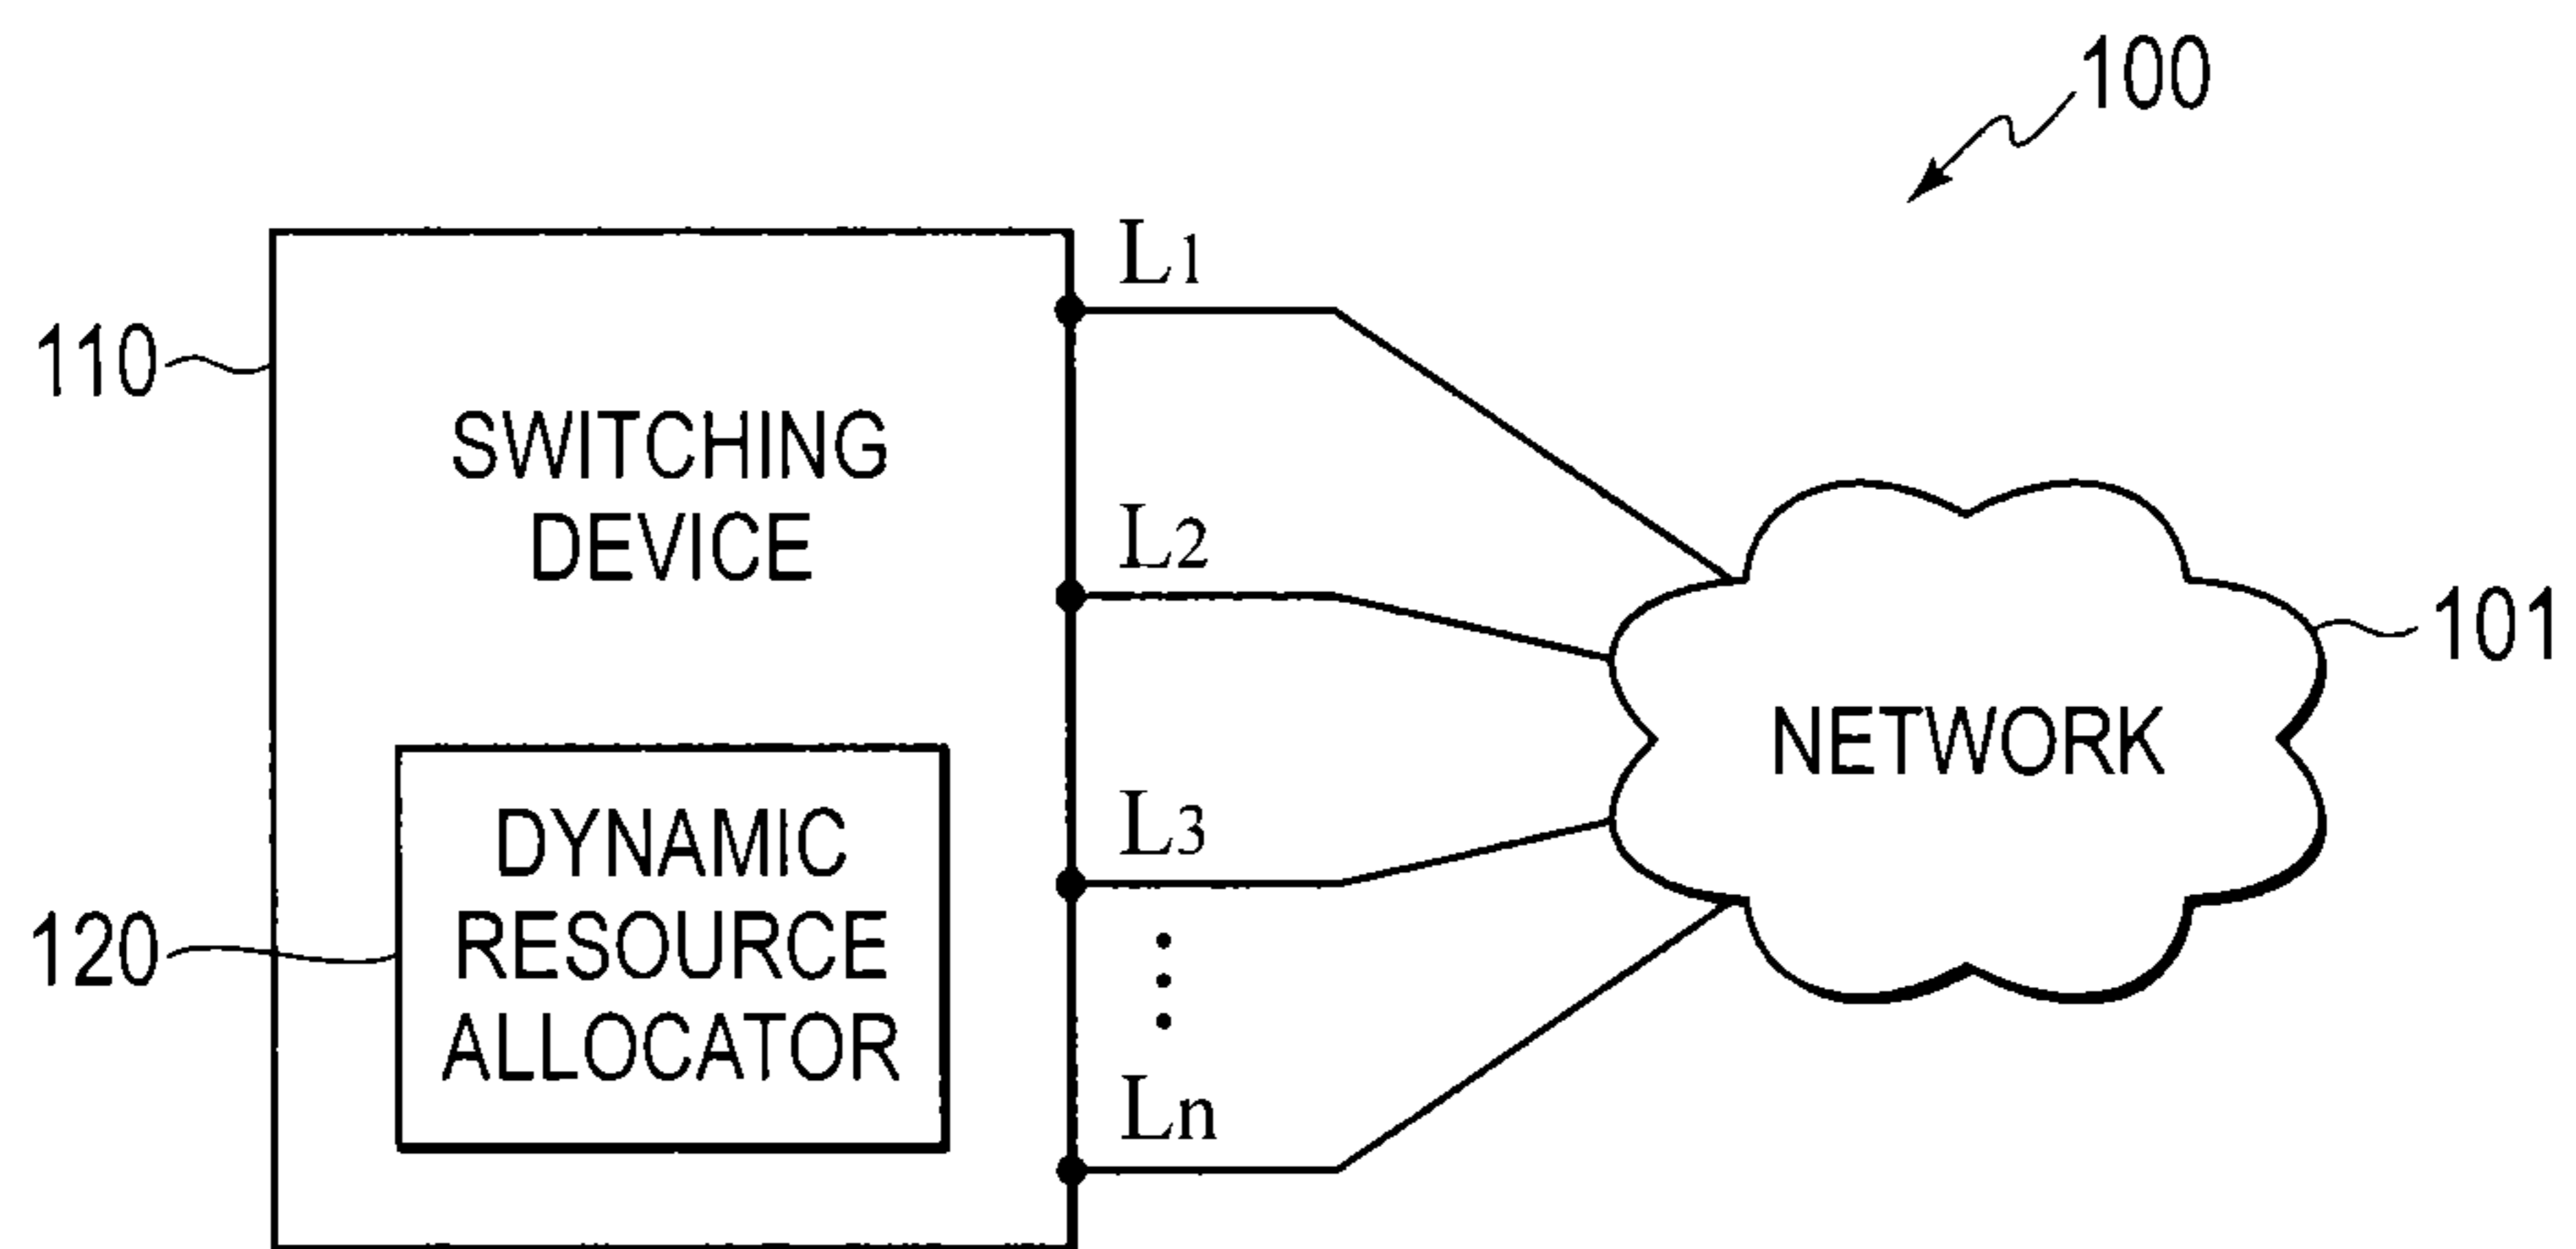 100
L1
110
SWITCHING
DEVICE
L2
101
NETWORK
L3
120
DYNAMIC
RESOURCE
ALLOCATOR
Ln